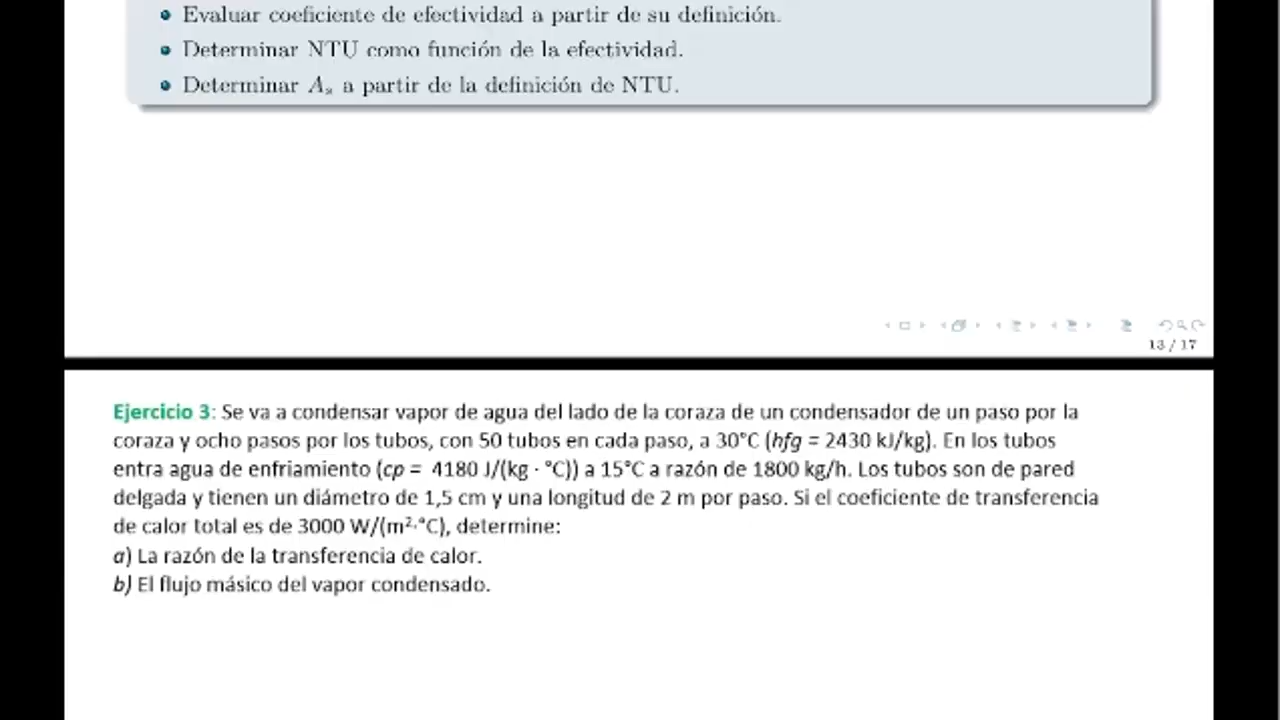 • Evaluar coeficiente de efectividad a partir de su definición.
• Determinar NTU como función de la efectividad.
• Determinar Aₛ a partir de la definición de NTU.
13 / 17
Ejercicio 3: Se va a condensar vapor de agua del lado de la coraza de un condensador de un paso por la
coraza y ocho pasos por los tubos, con 50 tubos en cada paso, a 30°C (hfg = 2430 kJ/kg). En los tubos
entra agua de enfriamiento (cp = 4180 J/(kg · °C)) a 15°C a razón de 1800 kg/h. Los tubos son de pared
delgada y tienen un diámetro de 1,5 cm y una longitud de 2 m por paso. Si el coeficiente de transferencia
de calor total es de 3000 W/(m²·°C), determine:
a) La razón de la transferencia de calor.
b) El flujo másico del vapor condensado.